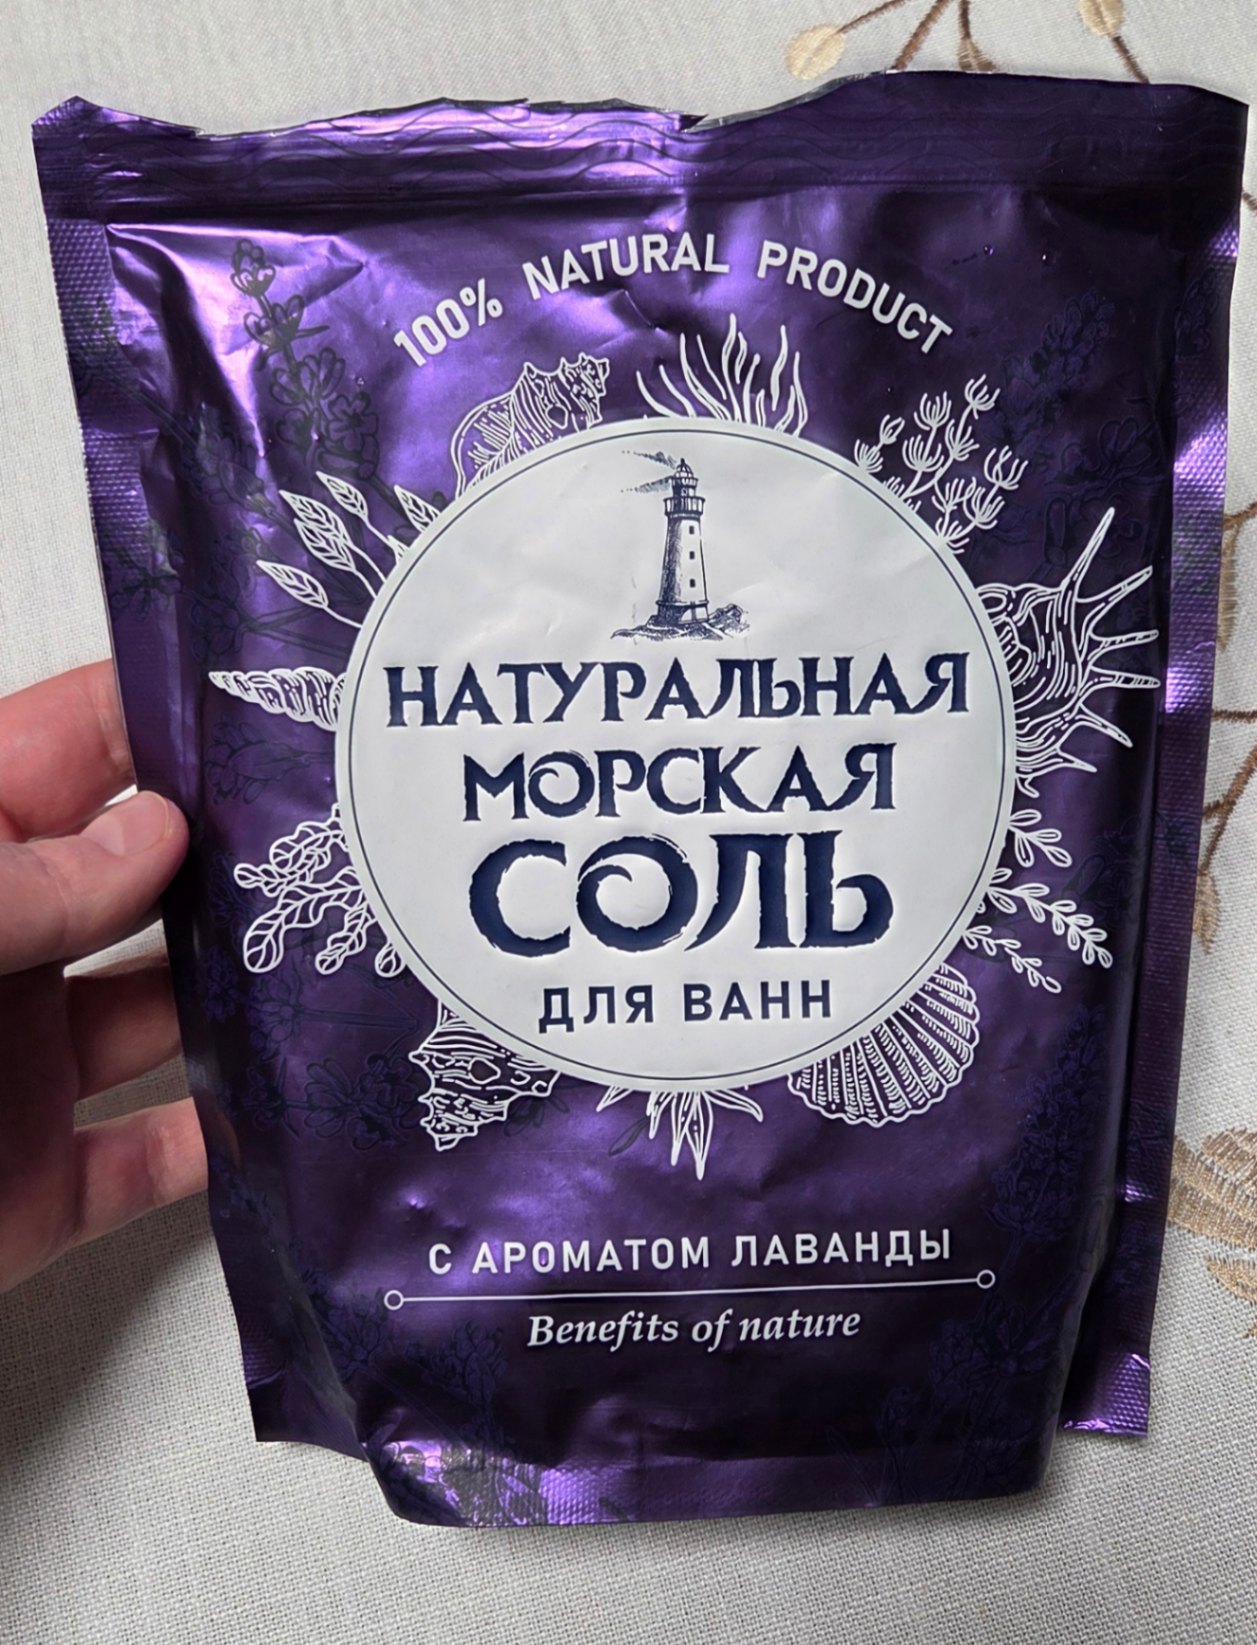 100% NATURAL PRODUCT
НАТУРАЛЬНАЯ
МОРСКАЯ
СОЛЬ
ДЛЯ ВАНН
С АРОМАТОМ ЛАВАНДЫ
Benefits of nature